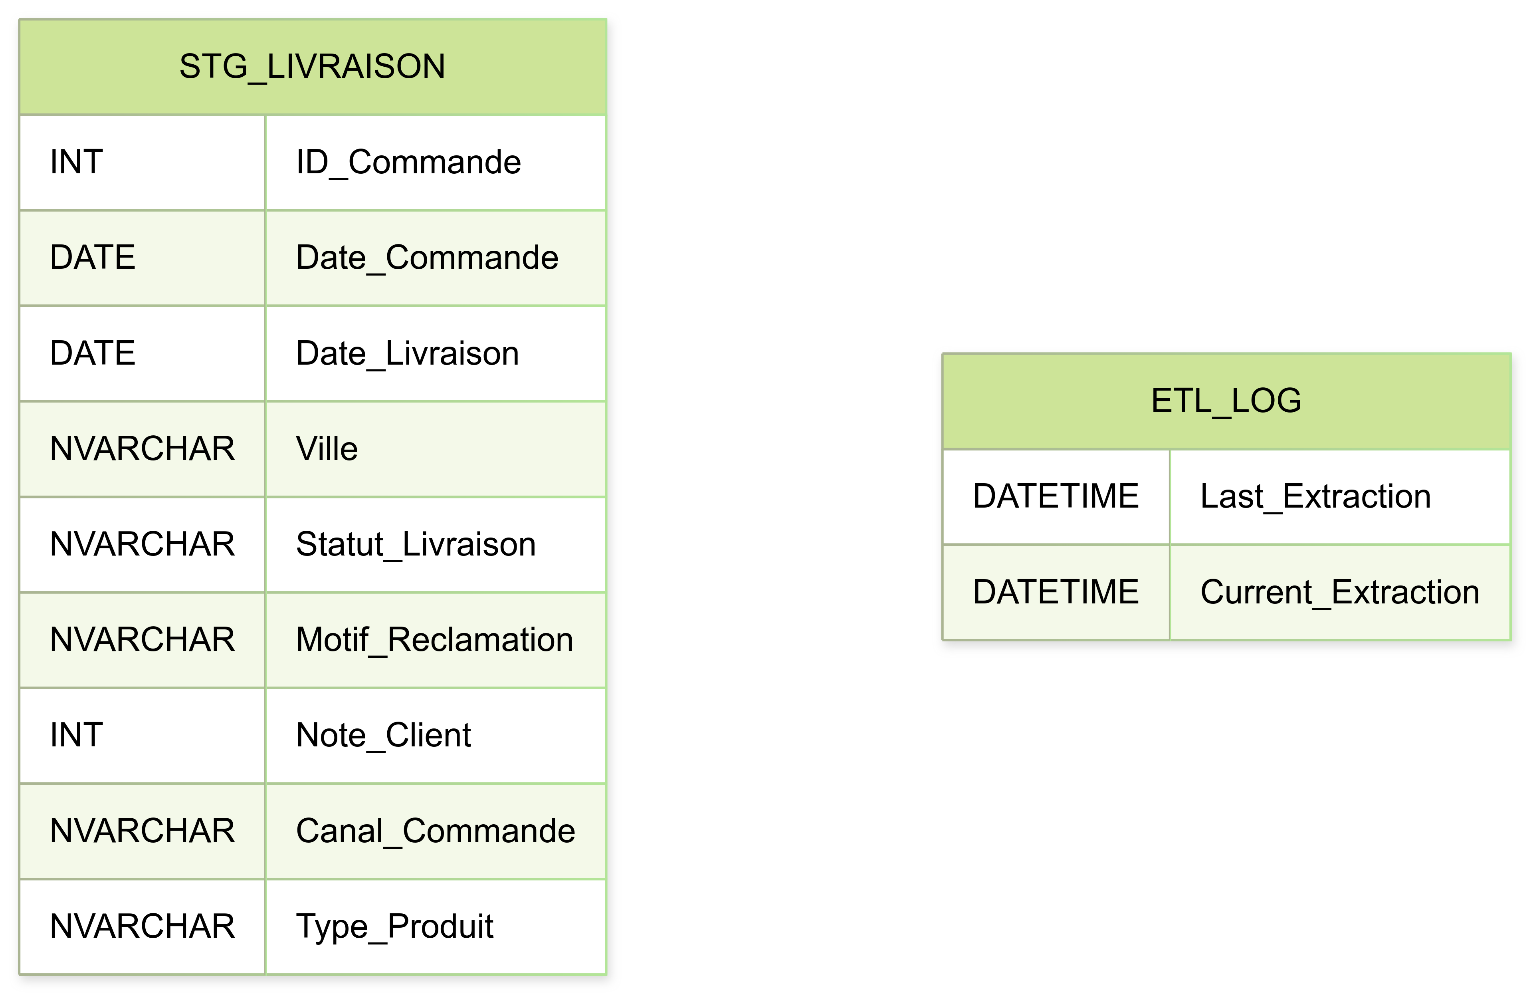 STG_LIVRAISON
INT ID_Commande
DATE Date_Commande
DATE Date_Livraison
NVARCHAR Ville
NVARCHAR Statut_Livraison
NVARCHAR Motif_Reclamation
INT Note_Client
NVARCHAR Canal_Commande
NVARCHAR Type_Produit
ETL_LOG
DATETIME Last_Extraction
DATETIME Current_Extraction